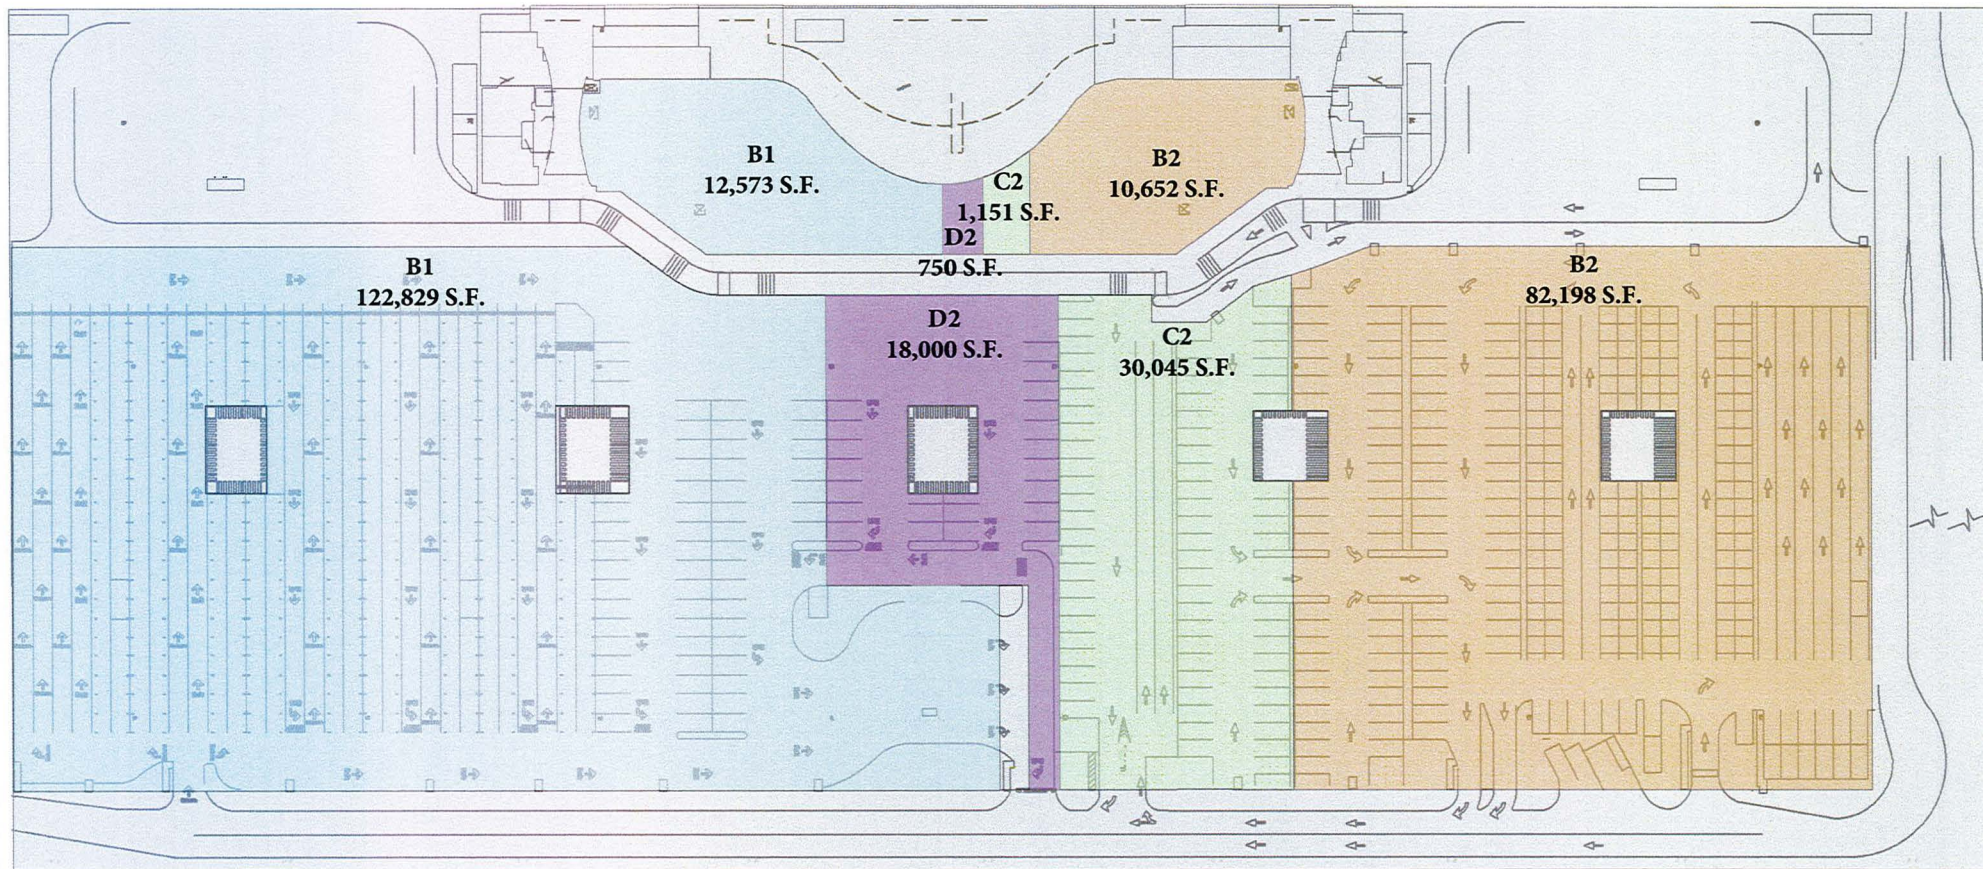 B1
12,573 S.F.
B2
10,652 S.F.
C2
1,151 S.F.
D2
750 S.F.
B1
122,829 S.F.
B2
82,198 S.F.
D2
18,000 S.F.
C2
30,045 S.F.